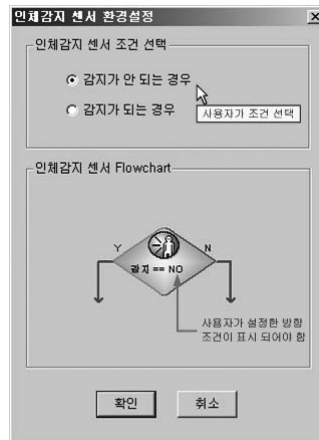 인체감지 센서 환경설정
인체감지 센서 조건 선택
감지가 안 되는 경우
감지가 되는 경우
사용자가 조건 선택
인체감지 센서 Flowchart
Y
N
감지 == NO
사용자가 설정한 방향
조건이 표시 되어야 함
확인
취소